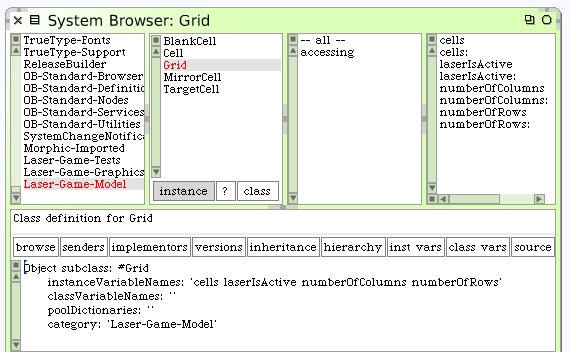 System Browser: Grid
TrueType-Fonts
TrueType-Support
ReleaseBuilder
OB-Standard-Browser
OB-Standard-Definitic
OB-Standard-Nodes
OB-Standard-Services
OB-Standard-Utilities
SystemChangeNotifica
Morphic-Imported
Laser-Game-Tests
Laser-Game-Graphics
Laser-Game-Model
BlankCell
Cell
Grid
MirrorCell
TargetCell
instance ? class
-- all --
accessing
cells
cells:
laserIsActive
laserIsActive:
numberOfColumns
numberOfColumns:
numberOfRows
numberOfRows:
Class definition for Grid
browse senders implementors versions inheritance hierarchy inst vars class vars source
Object subclass: #Grid
instanceVariableNames: 'cells laserIsActive numberOfColumns numberOfRows'
classVariableNames: ''
poolDictionaries: ''
category: 'Laser-Game-Model'